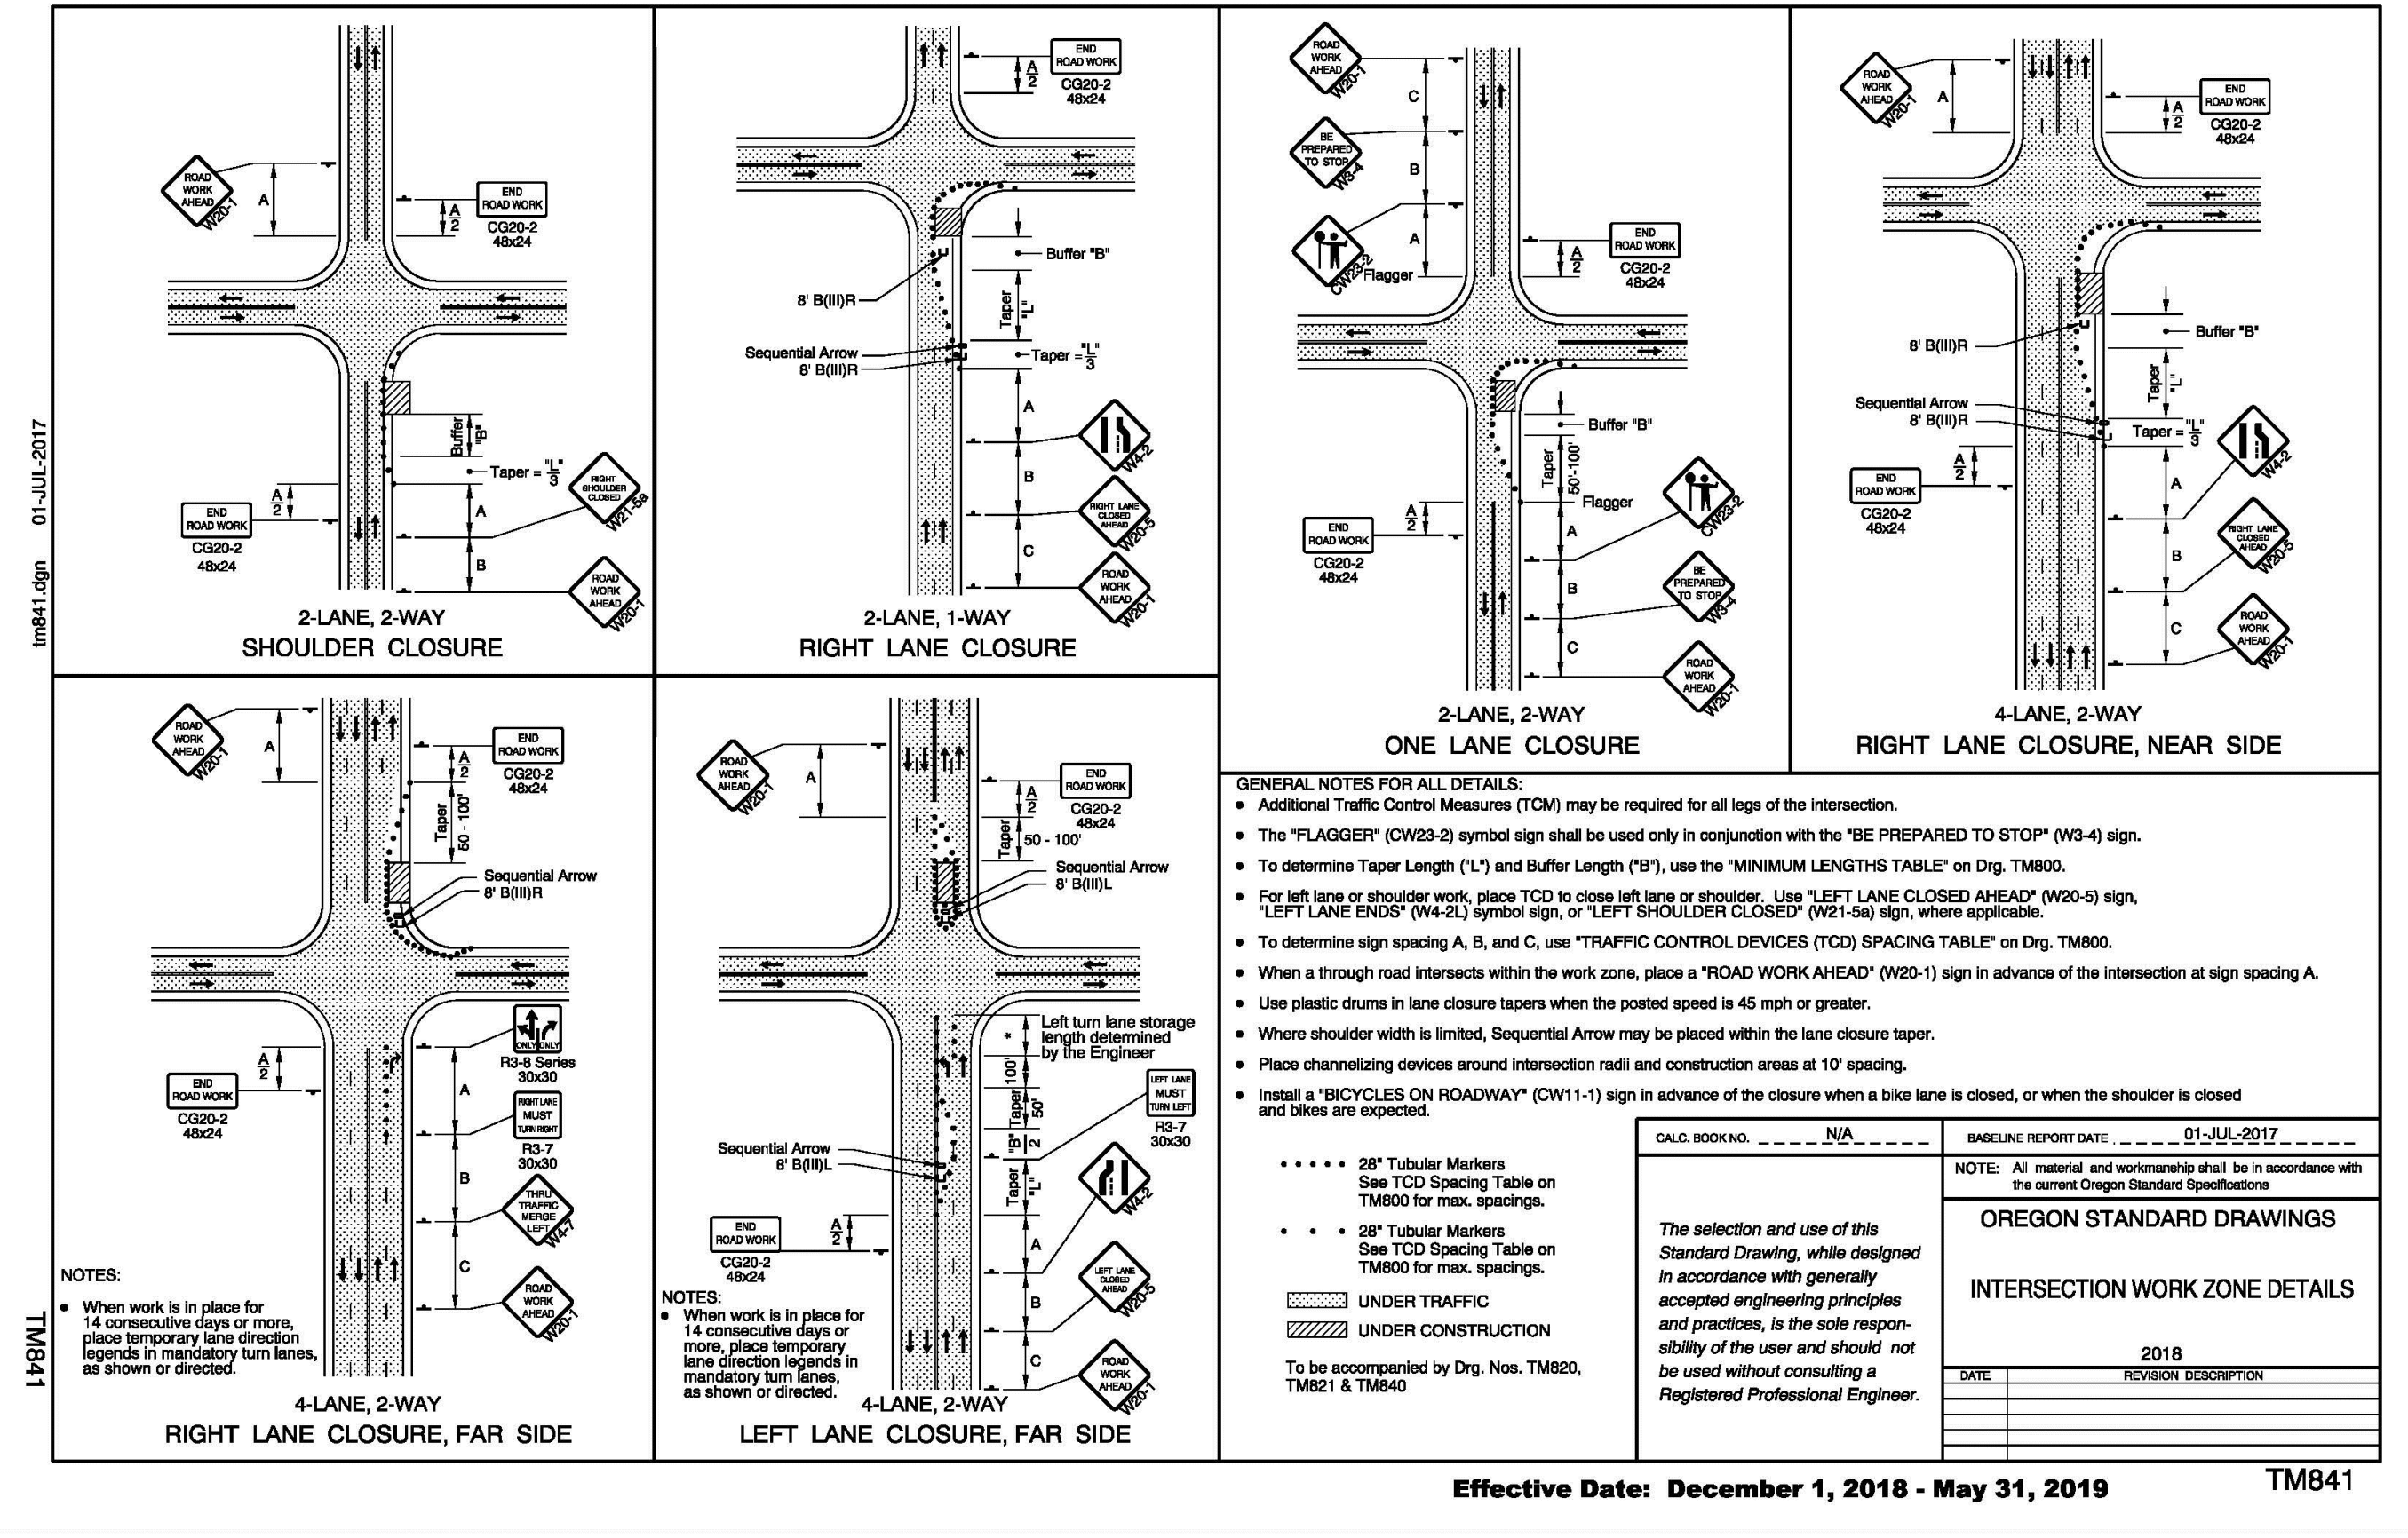 tm841.dgn 01-JUL-2017
TM841
ROAD
WORK
AHEAD
W20-1
A
A
2
END
ROAD WORK
CG20-2
48x24
Buffer
"B"
Taper = "L"
3
RIGHT
SHOULDER
CLOSED
W21-5a
A
2
END
ROAD WORK
CG20-2
48x24
A
B
ROAD
WORK
AHEAD
W20-1
2-LANE, 2-WAY
SHOULDER CLOSURE
END
ROAD WORK
CG20-2
48x24
A
2
Buffer "B"
8' B(III)R
Taper
"L"
Sequential Arrow
8' B(III)R
Taper = "L"
3
A
W4-2
B
RIGHT LANE
CLOSED
AHEAD
W20-5
C
ROAD
WORK
AHEAD
W20-1
2-LANE, 1-WAY
RIGHT LANE CLOSURE
ROAD
WORK
AHEAD
W20-1
C
BE
PREPARED
TO STOP
W3-4
B
A
CW23-2
Flagger
A
2
END
ROAD WORK
CG20-2
48x24
Buffer "B"
Taper
50'-100'
Flagger
CW23-2
A
2
END
ROAD WORK
CG20-2
48x24
A
B
BE
PREPARED
TO STOP
W3-4
C
ROAD
WORK
AHEAD
W20-1
2-LANE, 2-WAY
ONE LANE CLOSURE
ROAD
WORK
AHEAD
W20-1
A
A
2
END
ROAD WORK
CG20-2
48x24
Buffer "B"
8' B(III)R
Taper
"L"
Sequential Arrow
8' B(III)R
Taper = "L"
3
W4-2
A
2
END
ROAD WORK
CG20-2
48x24
A
RIGHT LANE
CLOSED
AHEAD
W20-5
B
C
ROAD
WORK
AHEAD
W20-1
4-LANE, 2-WAY
RIGHT LANE CLOSURE, NEAR SIDE
ROAD
WORK
AHEAD
W20-1
A
A
2
END
ROAD WORK
CG20-2
48x24
Taper
50 - 100'
Sequential Arrow
8' B(III)R
ONLY ONLY
R3-8 Series
30x30
A
2
END
ROAD WORK
CG20-2
48x24
A
RIGHT LANE
MUST
TURN RIGHT
R3-7
30x30
B
THRU
TRAFFIC
MERGE
LEFT
W4-7
C
ROAD
WORK
AHEAD
W20-1
NOTES:
When work is in place for
14 consecutive days or more,
place temporary lane direction
legends in mandatory turn lanes,
as shown or directed.
4-LANE, 2-WAY
RIGHT LANE CLOSURE, FAR SIDE
ROAD
WORK
AHEAD
W20-1
A
A
2
END
ROAD WORK
CG20-2
48x24
Taper
50 - 100'
Sequential Arrow
8' B(III)L
*
Left turn lane storage
length determined
by the Engineer
100'
Taper
50'
LEFT LANE
MUST
TURN LEFT
R3-7
30x30
"B"
2
Sequential Arrow
8' B(III)L
Taper
"L"
W4-2
A
2
END
ROAD WORK
CG20-2
48x24
A
LEFT LANE
CLOSED
AHEAD
W20-5
B
C
ROAD
WORK
AHEAD
W20-1
NOTES:
When work is in place for
14 consecutive days or
more, place temporary
lane direction legends in
mandatory turn lanes,
as shown or directed.
4-LANE, 2-WAY
LEFT LANE CLOSURE, FAR SIDE
GENERAL NOTES FOR ALL DETAILS:
• Additional Traffic Control Measures (TCM) may be required for all legs of the intersection.
• The "FLAGGER" (CW23-2) symbol sign shall be used only in conjunction with the "BE PREPARED TO STOP" (W3-4) sign.
• To determine Taper Length ("L") and Buffer Length ("B"), use the "MINIMUM LENGTHS TABLE" on Drg. TM800.
• For left lane or shoulder work, place TCD to close left lane or shoulder. Use "LEFT LANE CLOSED AHEAD" (W20-5) sign,
"LEFT LANE ENDS" (W4-2L) symbol sign, or "LEFT SHOULDER CLOSED" (W21-5a) sign, where applicable.
• To determine sign spacing A, B, and C, use "TRAFFIC CONTROL DEVICES (TCD) SPACING TABLE" on Drg. TM800.
• When a through road intersects within the work zone, place a "ROAD WORK AHEAD" (W20-1) sign in advance of the intersection at sign spacing A.
• Use plastic drums in lane closure tapers when the posted speed is 45 mph or greater.
• Where shoulder width is limited, Sequential Arrow may be placed within the lane closure taper.
• Place channelizing devices around intersection radii and construction areas at 10' spacing.
• Install a "BICYCLES ON ROADWAY" (CW11-1) sign in advance of the closure when a bike lane is closed, or when the shoulder is closed
and bikes are expected.
28" Tubular Markers
See TCD Spacing Table on
TM800 for max. spacings.
28" Tubular Markers
See TCD Spacing Table on
TM800 for max. spacings.
UNDER TRAFFIC
UNDER CONSTRUCTION
To be accompanied by Drg. Nos. TM820,
TM821 & TM840
CALC. BOOK NO. N/A
BASELINE REPORT DATE 01-JUL-2017
The selection and use of this
Standard Drawing, while designed
in accordance with generally
accepted engineering principles
and practices, is the sole respon-
sibility of the user and should not
be used without consulting a
Registered Professional Engineer.
NOTE: All material and workmanship shall be in accordance with
the current Oregon Standard Specifications
OREGON STANDARD DRAWINGS
INTERSECTION WORK ZONE DETAILS
2018
DATE REVISION DESCRIPTION
Effective Date: December 1, 2018 - May 31, 2019
TM841